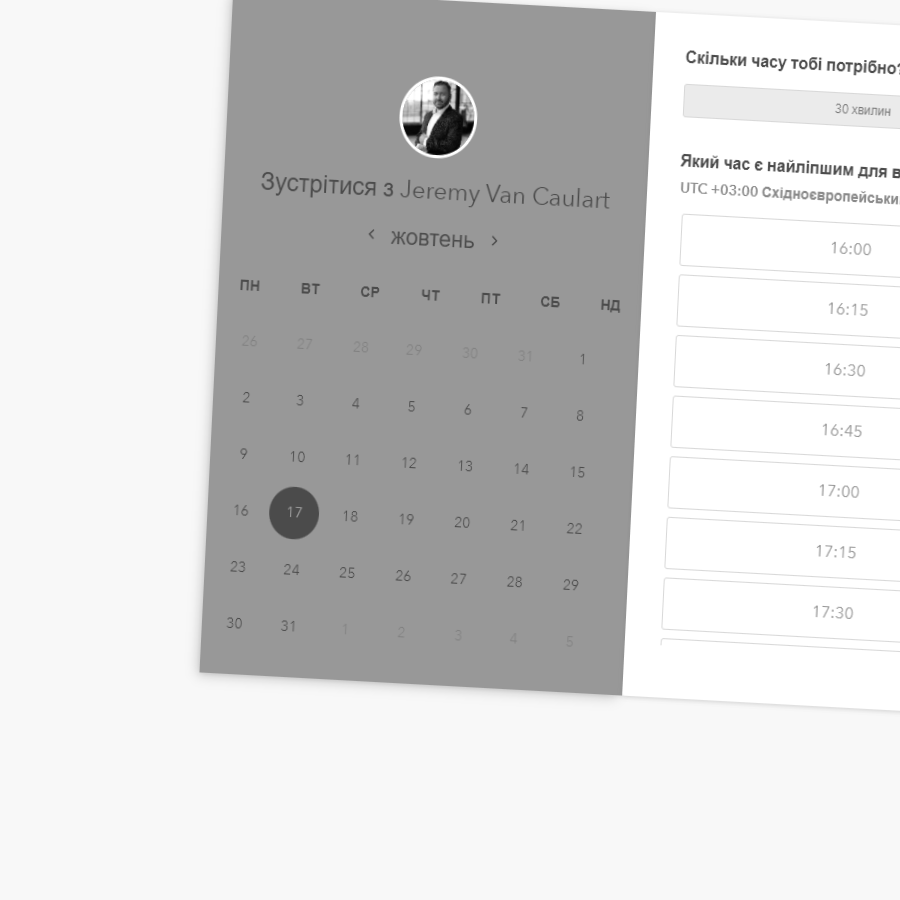 Зустрітися з Jeremy Van Caulart
жовтень
ПН ВТ СР ЧТ ПТ СБ НД
26 27 28 29 30 31 1
2 3 4 5 6 7 8
9 10 11 12 13 14 15
16 17 18 19 20 21 22
23 24 25 26 27 28 29
30 31 1 2 3 4 5
Скільки часу тобі потрібно?
30 хвилин
Який час є найліпшим для в
UTC +03:00 Східноєвропейськи
16:00
16:15
16:30
16:45
17:00
17:15
17:30